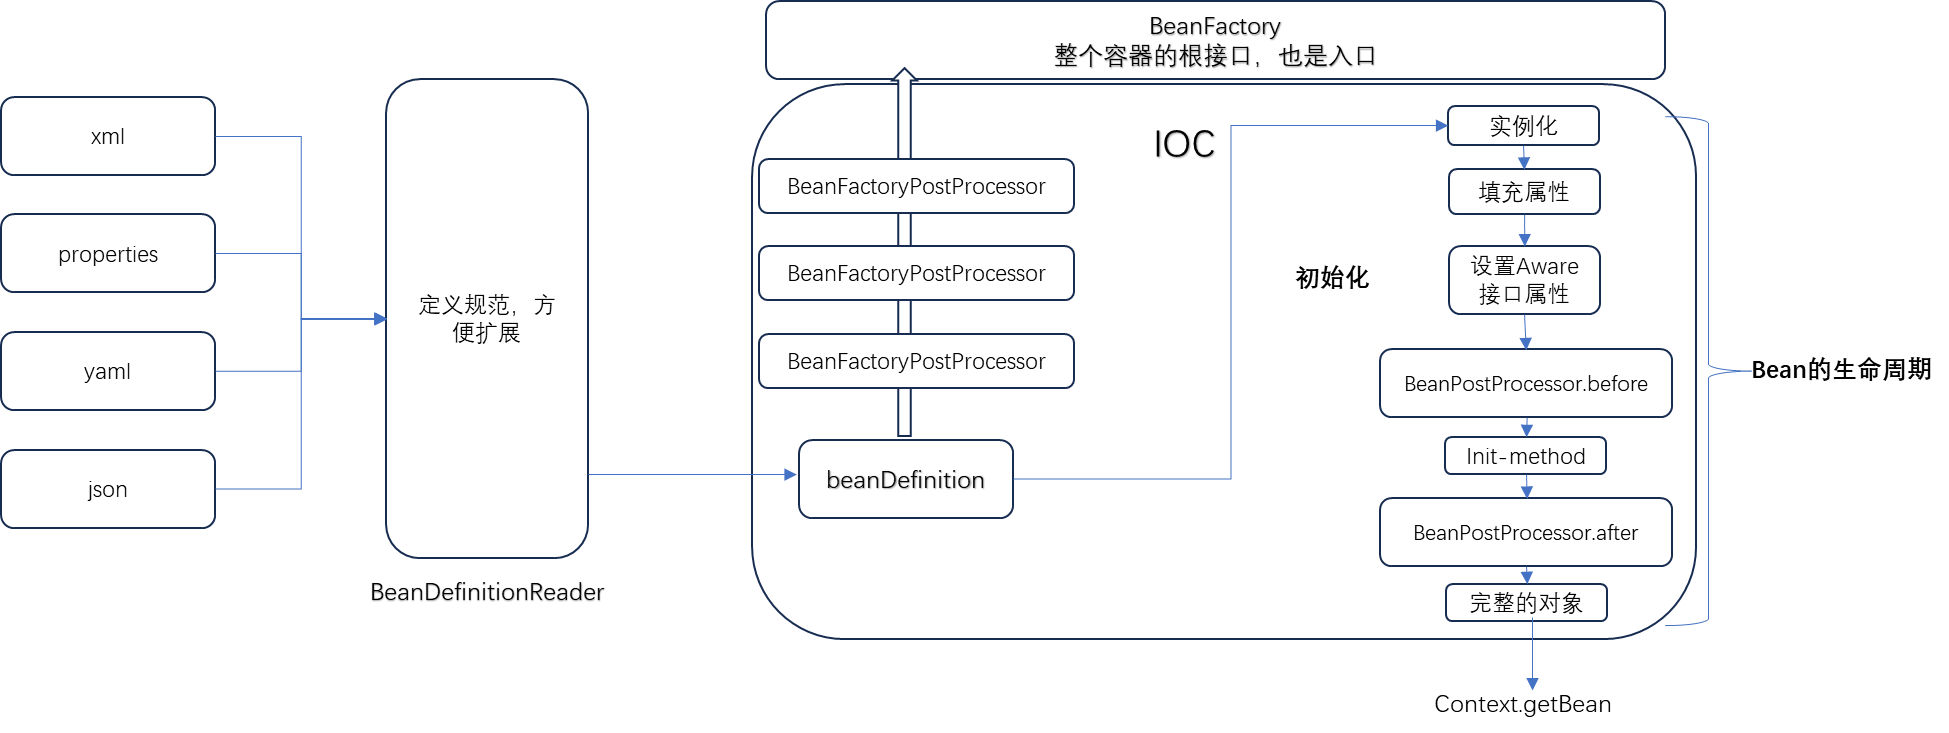 xml
properties
yaml
json
定义规范，方
便扩展
BeanDefinitionReader
BeanFactory
整个容器的根接口，也是入口
IOC
BeanFactoryPostProcessor
BeanFactoryPostProcessor
BeanFactoryPostProcessor
beanDefinition
初始化
实例化
填充属性
设置Aware
接口属性
BeanPostProcessor.before
Init-method
BeanPostProcessor.after
完整的对象
Context.getBean
Bean的生命周期